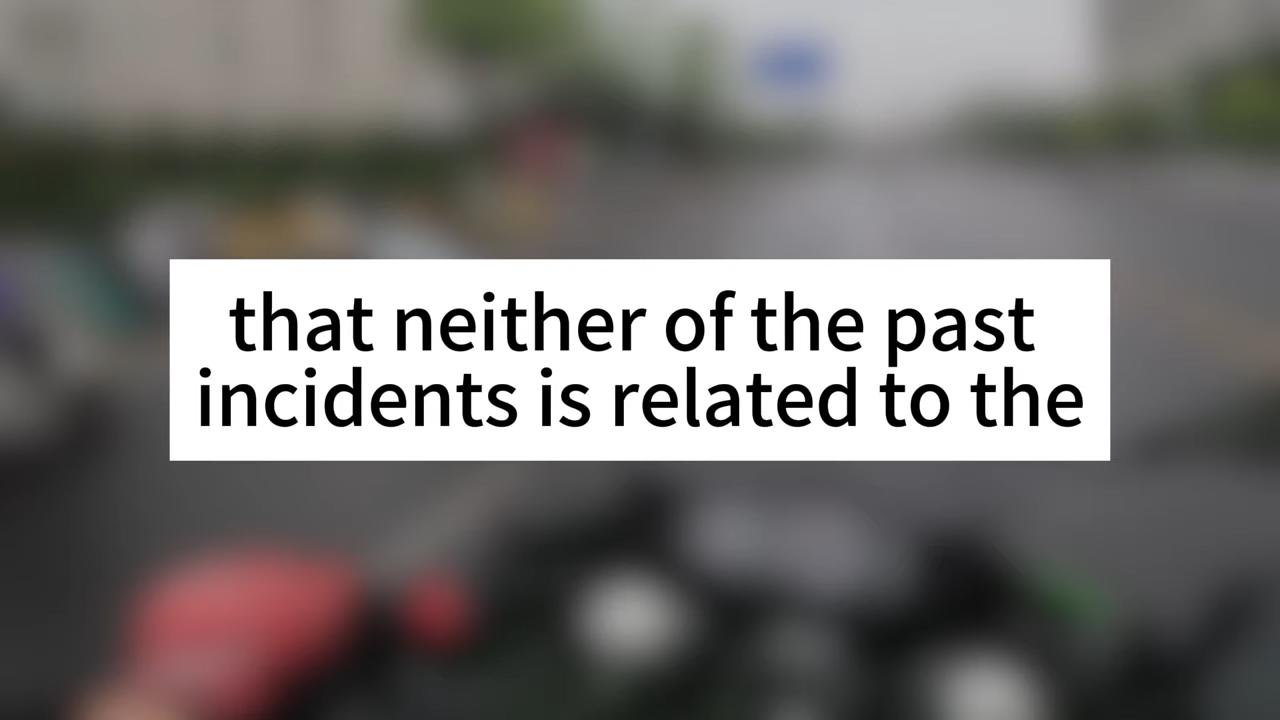 that neither of the past
incidents is related to the